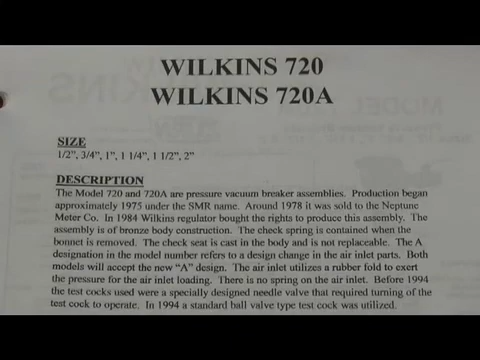 WILKINS 720
WILKINS 720A
SIZE
1/2", 3/4", 1", 1 1/4", 1 1/2", 2"
DESCRIPTION
The Model 720 and 720A are pressure vacuum breaker assemblies. Production began
approximately 1975 under the SMR name. Around 1978 it was sold to the Neptune
Meter Co. In 1984 Wilkins regulator bought the rights to produce this assembly. The
assembly is of bronze body construction. The check spring is contained when the
bonnet is removed. The check seat is cast in the body and is not replaceable. The A
designation in the model number refers to a design change in the air inlet parts. Both
models will accept the new "A" design. The air inlet utilizes a rubber fold to exert
the pressure for the air inlet loading. There is no spring on the air inlet. Before 1994
the test cocks used were a specially designed needle valve that required turning of the
test cock to operate. In 1994 a standard ball valve type test cock was utilized.